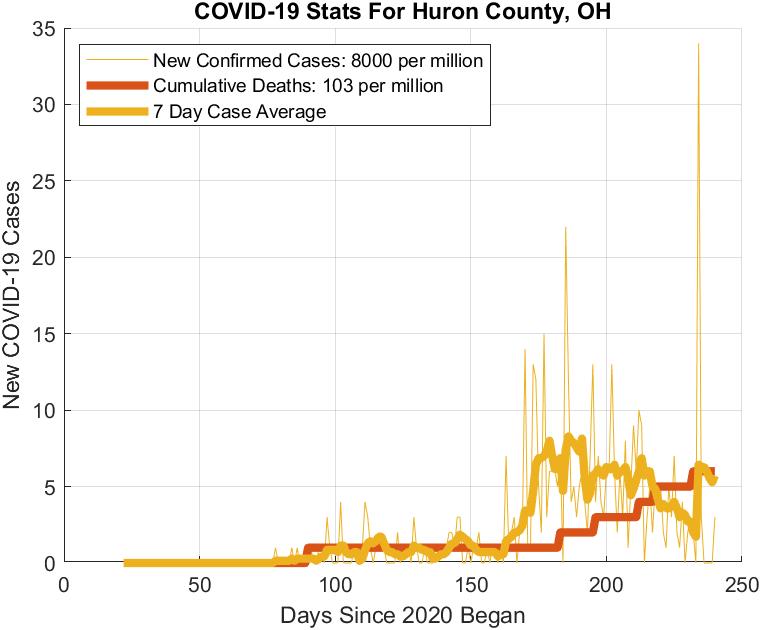 COVID-19 Stats For Huron County, OH
35
New Confirmed Cases: 8000 per million
Cumulative Deaths: 103 per million
7 Day Case Average
30
25
20
15
10
5
0
New COVID-19 Cases
0 50 100 150 200 250
Days Since 2020 Began